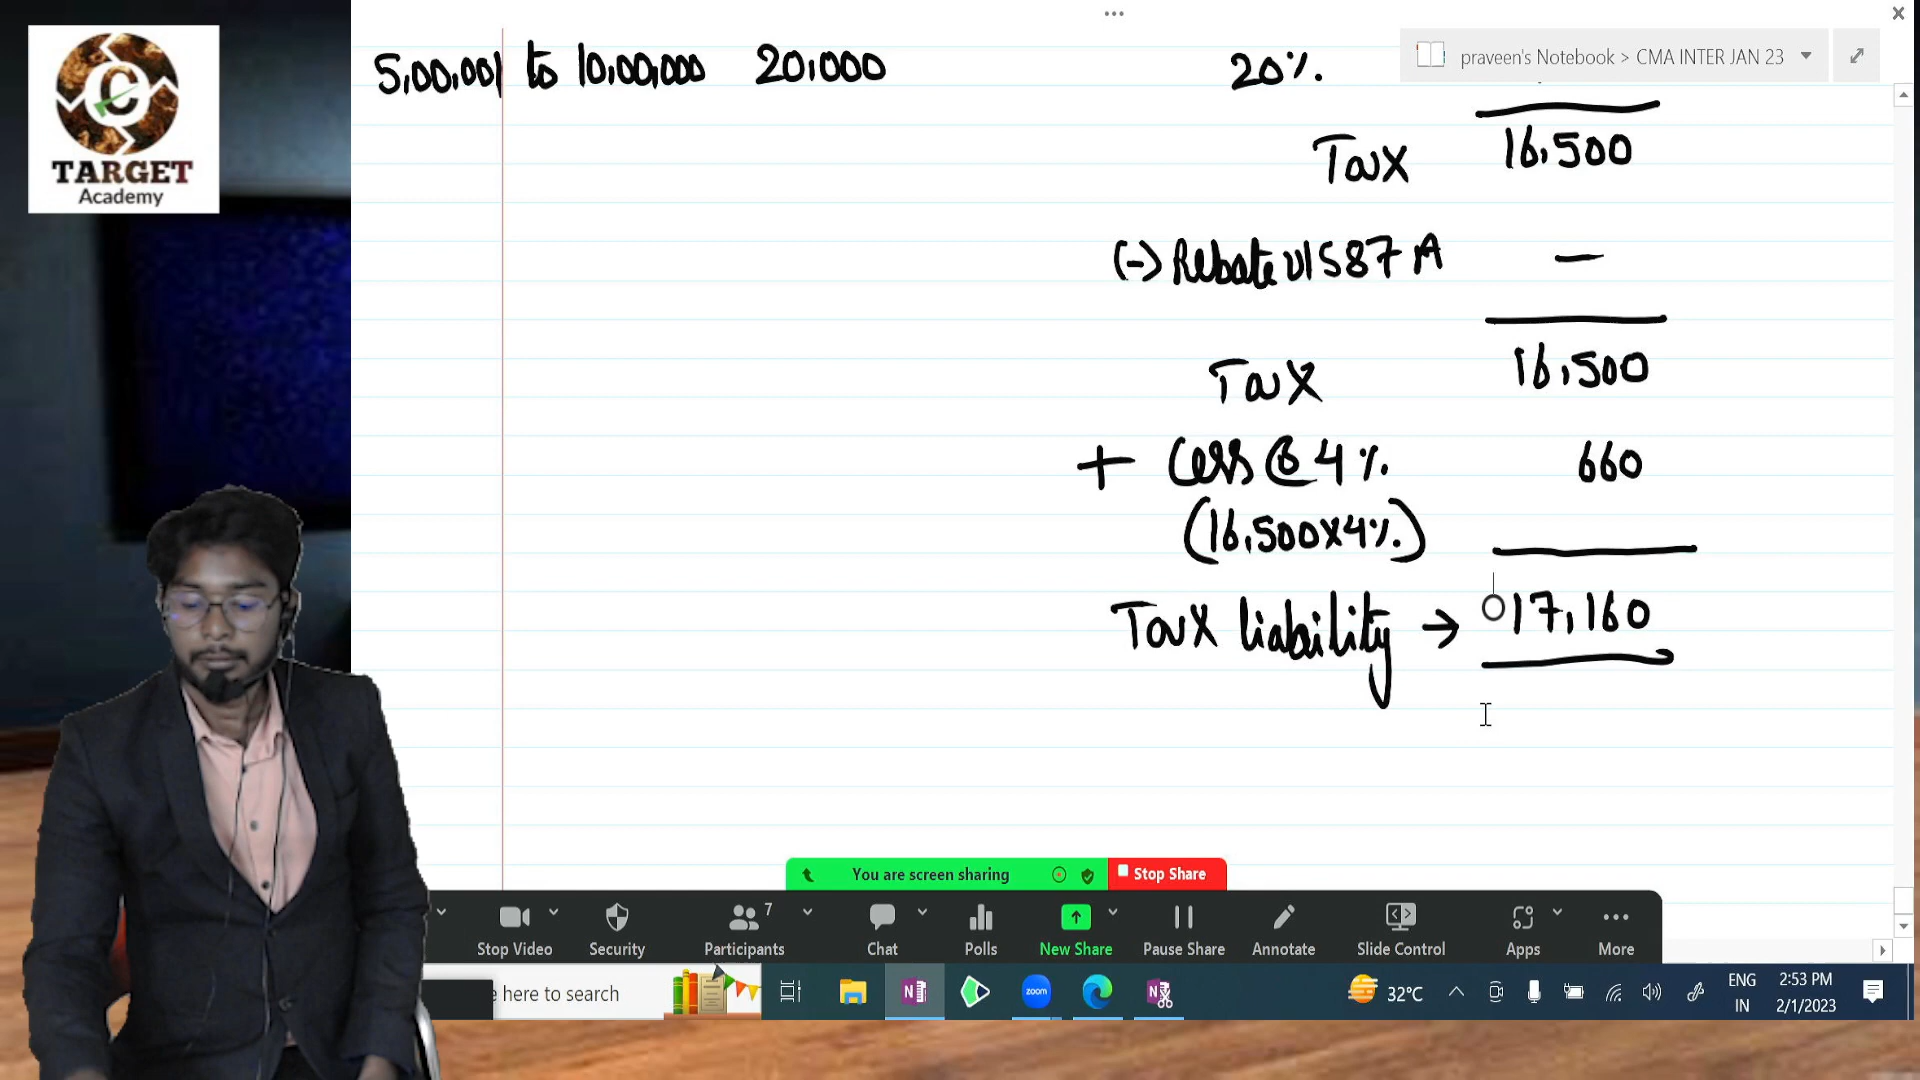 TARGET
Academy
praveen's Notebook > CMA INTER JAN 23
5,00,001 to 10,00,000 20,000 20%.
Tax 16,500
(-) Rebate u/s 87 A —
Tax 16,500
+ Cess @ 4%. 660
(16,500x4%.)
Tax liability → 17,160
You are screen sharing Stop Share
7
Stop Video Security Participants Chat Polls New Share Pause Share Annotate Slide Control Apps More
e here to search
zoom
32°C
ENG
IN
2:53 PM
2/1/2023